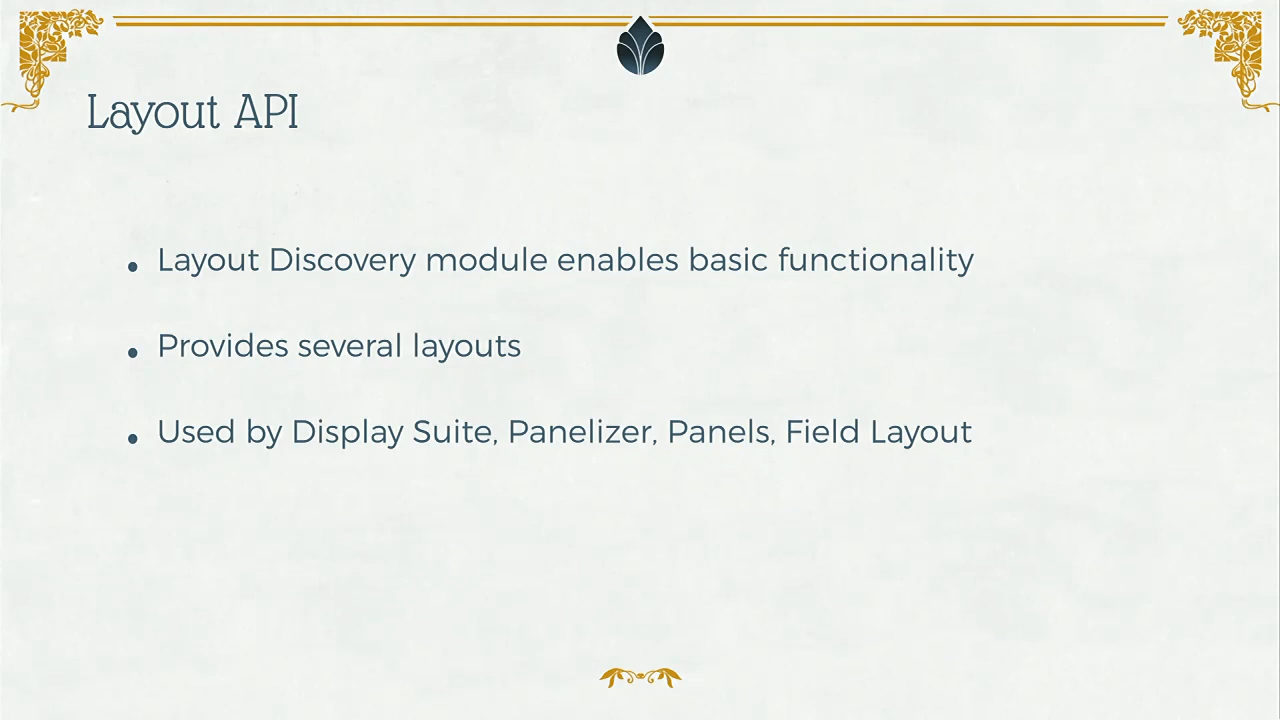 Layout API
• Layout Discovery module enables basic functionality
• Provides several layouts
• Used by Display Suite, Panelizer, Panels, Field Layout